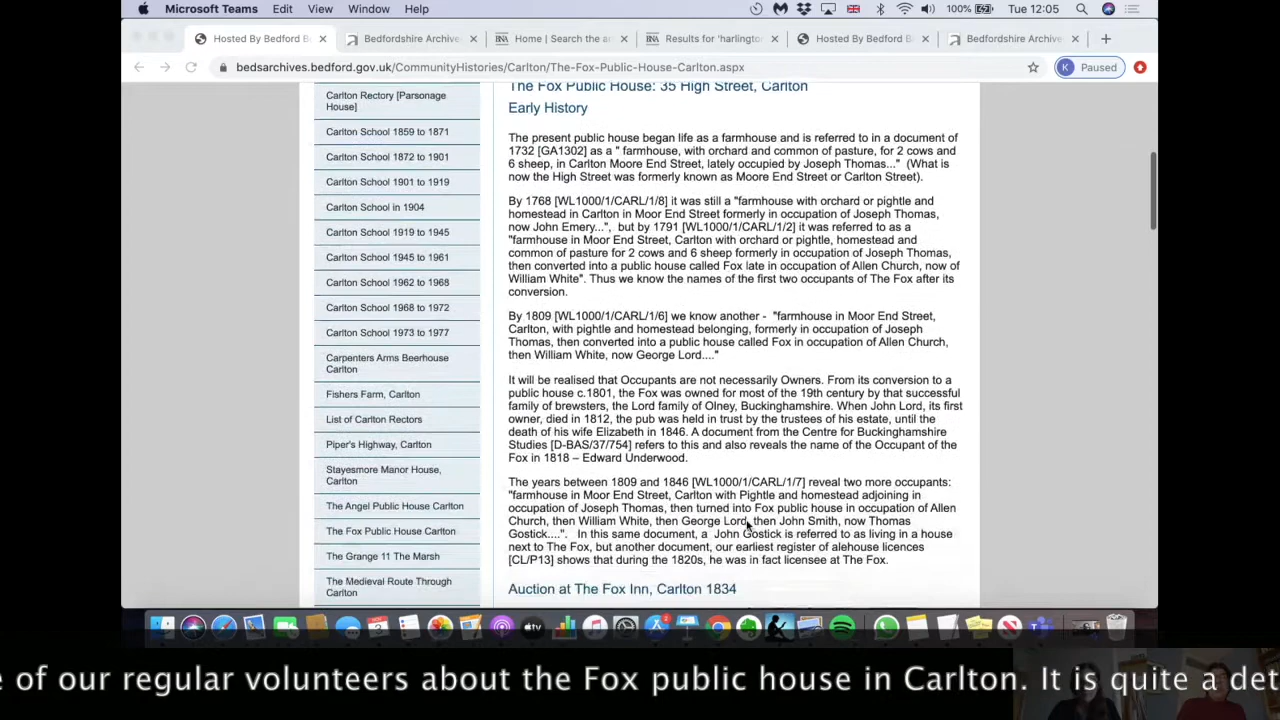 Microsoft Teams Edit View Window Help 100% Tue 12:05
Hosted By Bedford B
Bedfordshire Archive
BNA Home | Search the a
BNA Results for 'harlingto
Hosted By Bedford B
Bedfordshire Archive
bedsarchives.bedford.gov.uk/CommunityHistories/Carlton/The-Fox-Public-House-Carlton.aspx
K Paused
Carlton Rectory [Parsonage
House]
Carlton School 1859 to 1871
Carlton School 1872 to 1901
Carlton School 1901 to 1919
Carlton School in 1904
Carlton School 1919 to 1945
Carlton School 1945 to 1961
Carlton School 1962 to 1968
Carlton School 1968 to 1972
Carlton School 1973 to 1977
Carpenters Arms Beerhouse
Carlton
Fishers Farm, Carlton
List of Carlton Rectors
Piper's Highway, Carlton
Stayesmore Manor House,
Carlton
The Angel Public House Carlton
The Fox Public House Carlton
The Grange 11 The Marsh
The Medieval Route Through
Carlton
The Fox Public House: 35 High Street, Carlton
Early History
The present public house began life as a farmhouse and is referred to in a document of
1732 [GA1302] as a " farmhouse, with orchard and common of pasture, for 2 cows and
6 sheep, in Carlton Moore End Street, lately occupied by Joseph Thomas..." (What is
now the High Street was formerly known as Moore End Street or Carlton Street).
By 1768 [WL1000/1/CARL/1/8] it was still a "farmhouse with orchard or pightle and
homestead in Carlton in Moor End Street formerly in occupation of Joseph Thomas,
now John Emery...", but by 1791 [WL1000/1/CARL/1/2] it was referred to as a
"farmhouse in Moor End Street, Carlton with orchard or pightle, homestead and
common of pasture for 2 cows and 6 sheep formerly in occupation of Joseph Thomas,
then converted into a public house called Fox late in occupation of Allen Church, now of
William White". Thus we know the names of the first two occupants of The Fox after its
conversion.
By 1809 [WL1000/1/CARL/1/6] we know another - "farmhouse in Moor End Street,
Carlton, with pightle and homestead belonging, formerly in occupation of Joseph
Thomas, then converted into a public house called Fox in occupation of Allen Church,
then William White, now George Lord...."
It will be realised that Occupants are not necessarily Owners. From its conversion to a
public house c.1801, the Fox was owned for most of the 19th century by that successful
family of brewsters, the Lord family of Olney, Buckinghamshire. When John Lord, its first
owner, died in 1812, the pub was held in trust by the trustees of his estate, until the
death of his wife Elizabeth in 1846. A document from the Centre for Buckinghamshire
Studies [D-BAS/37/754] refers to this and also reveals the name of the Occupant of the
Fox in 1818 – Edward Underwood.
The years between 1809 and 1846 [WL1000/1/CARL/1/7] reveal two more occupants:
"farmhouse in Moor End Street, Carlton with Pightle and homestead adjoining in
occupation of Joseph Thomas, then turned into Fox public house in occupation of Allen
Church, then William White, then George Lord, then John Smith, now Thomas
Gostick....". In this same document, a John Gostick is referred to as living in a house
next to The Fox, but another document, our earliest register of alehouse licences
[CL/P13] shows that during the 1820s, he was in fact licensee at The Fox.
Auction at The Fox Inn, Carlton 1834
e of our regular volunteers about the Fox public house in Carlton. It is quite a det